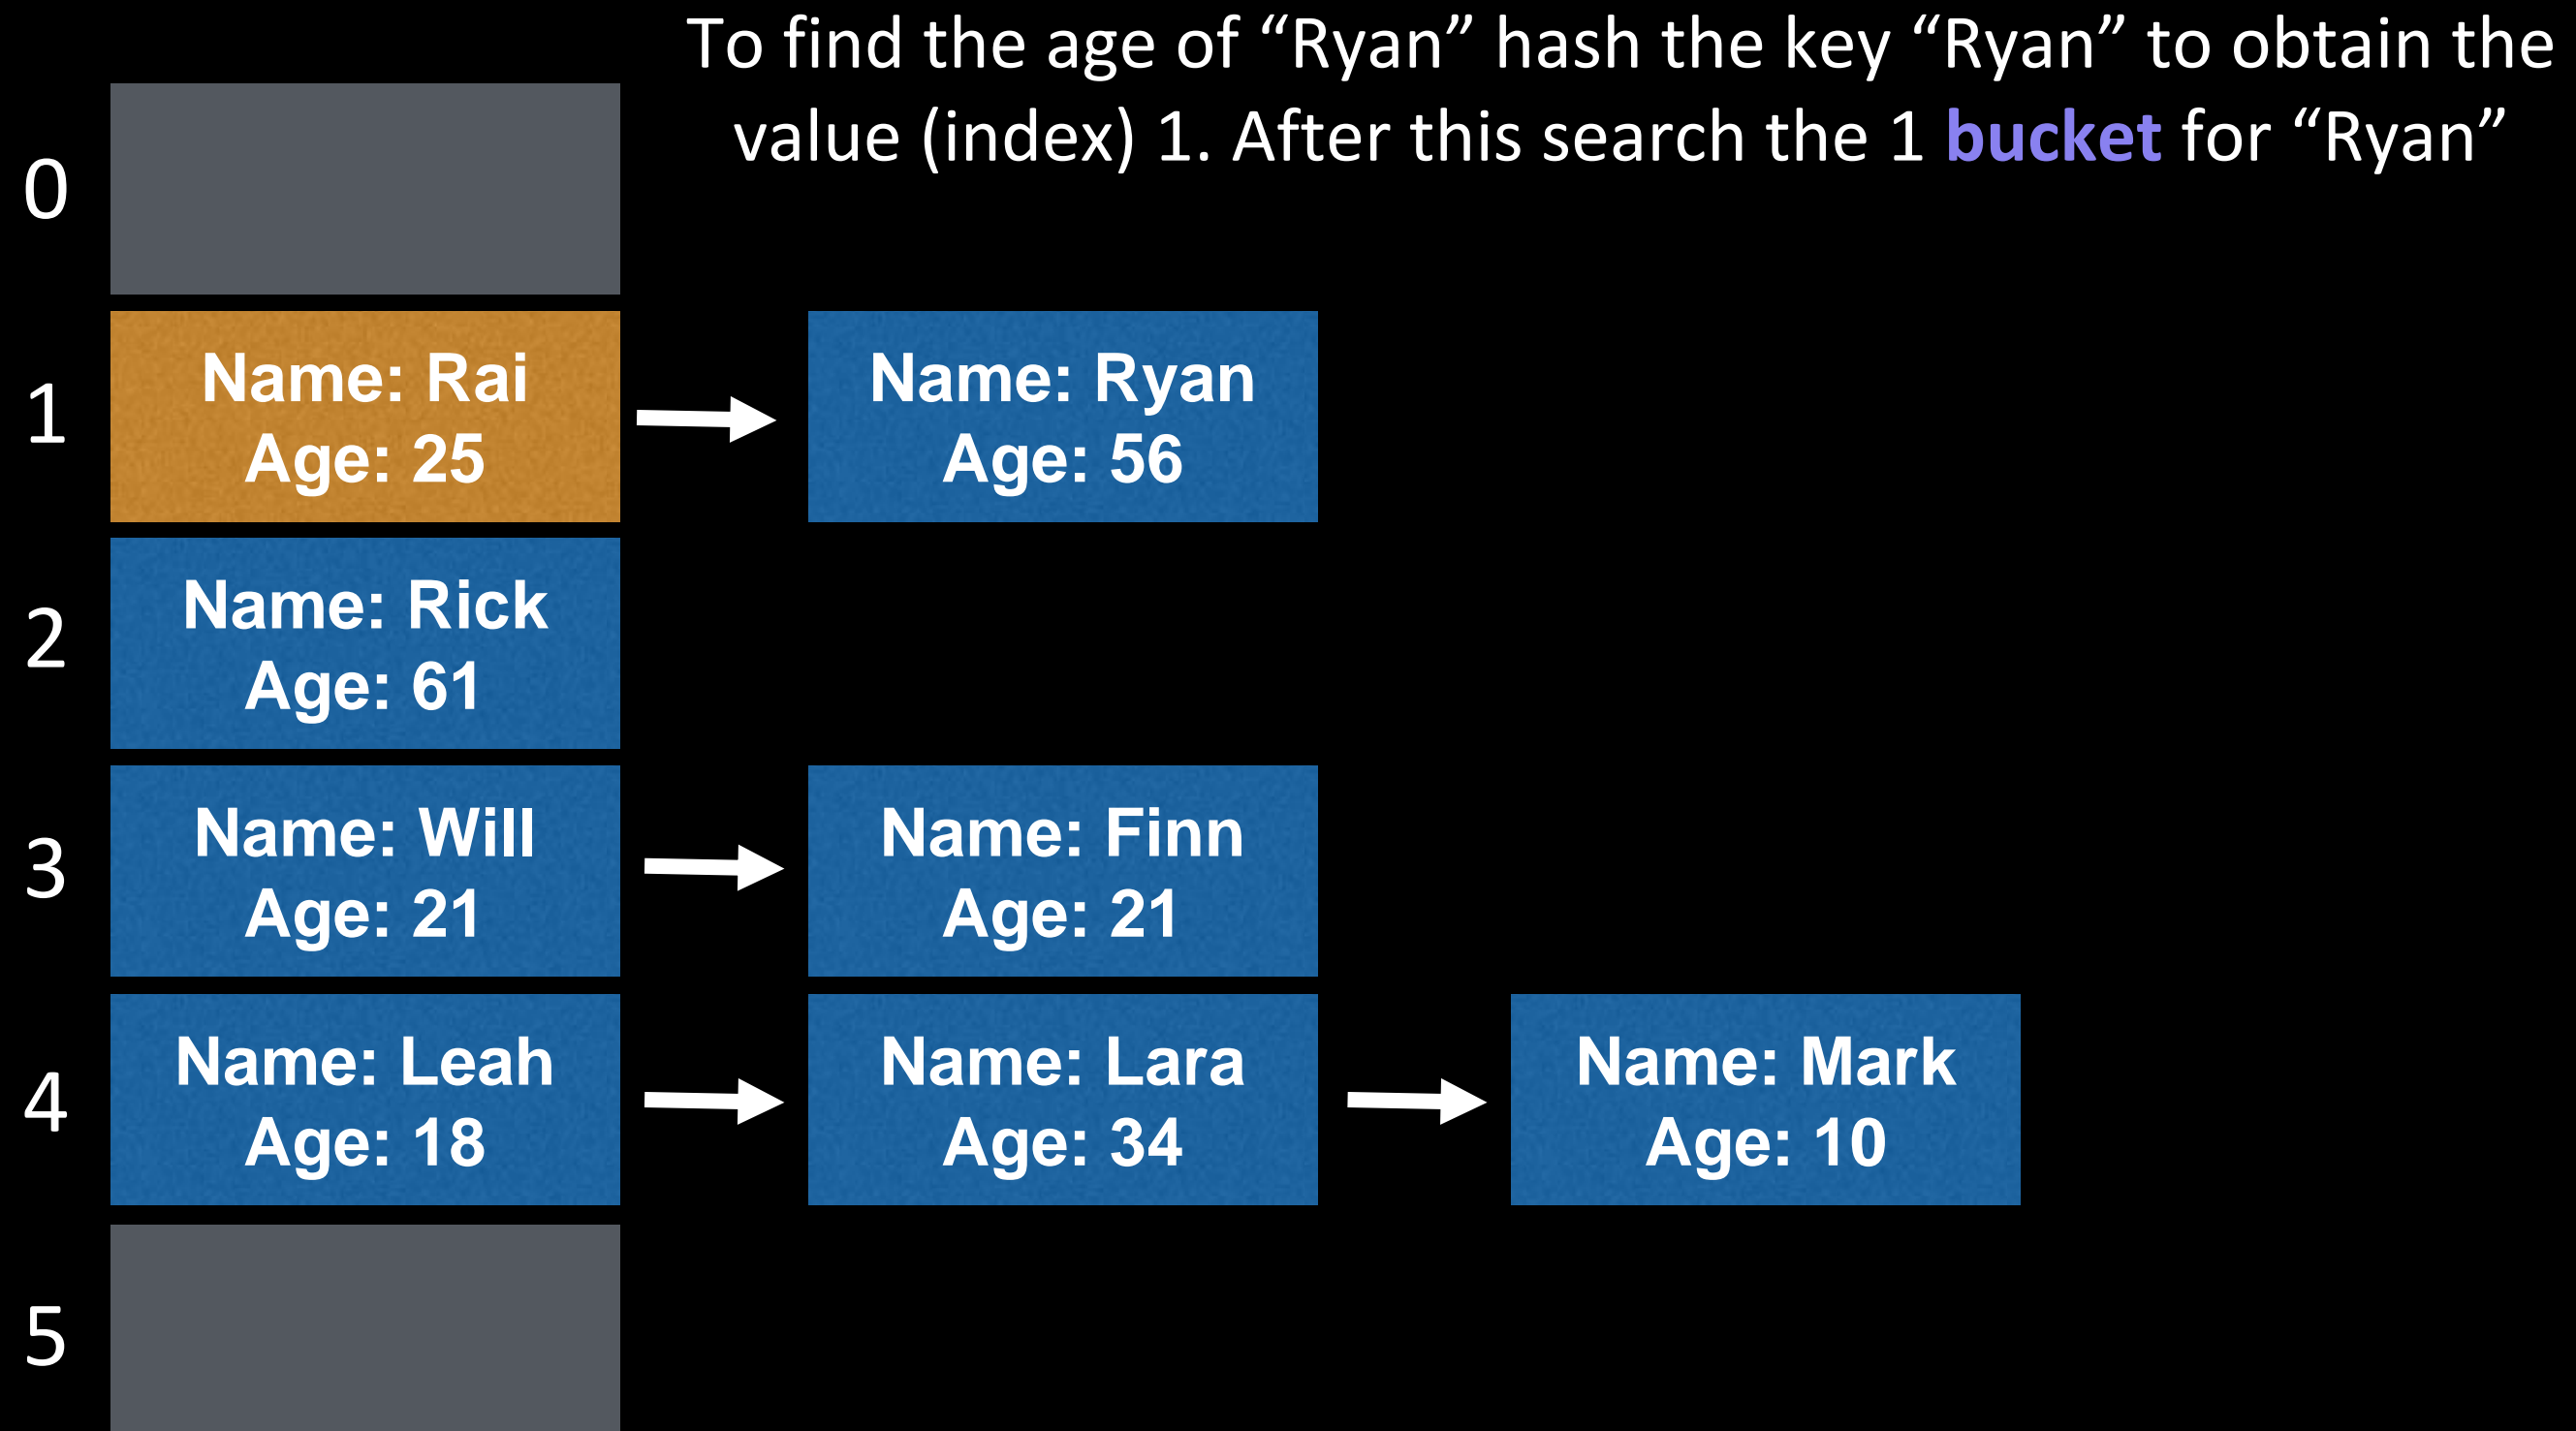 To find the age of “Ryan” hash the key “Ryan” to obtain the
value (index) 1. After this search the 1 bucket for “Ryan”
0
1
Name: Rai
Age: 25
Name: Ryan
Age: 56
2
Name: Rick
Age: 61
3
Name: Will
Age: 21
Name: Finn
Age: 21
4
Name: Leah
Age: 18
Name: Lara
Age: 34
Name: Mark
Age: 10
5